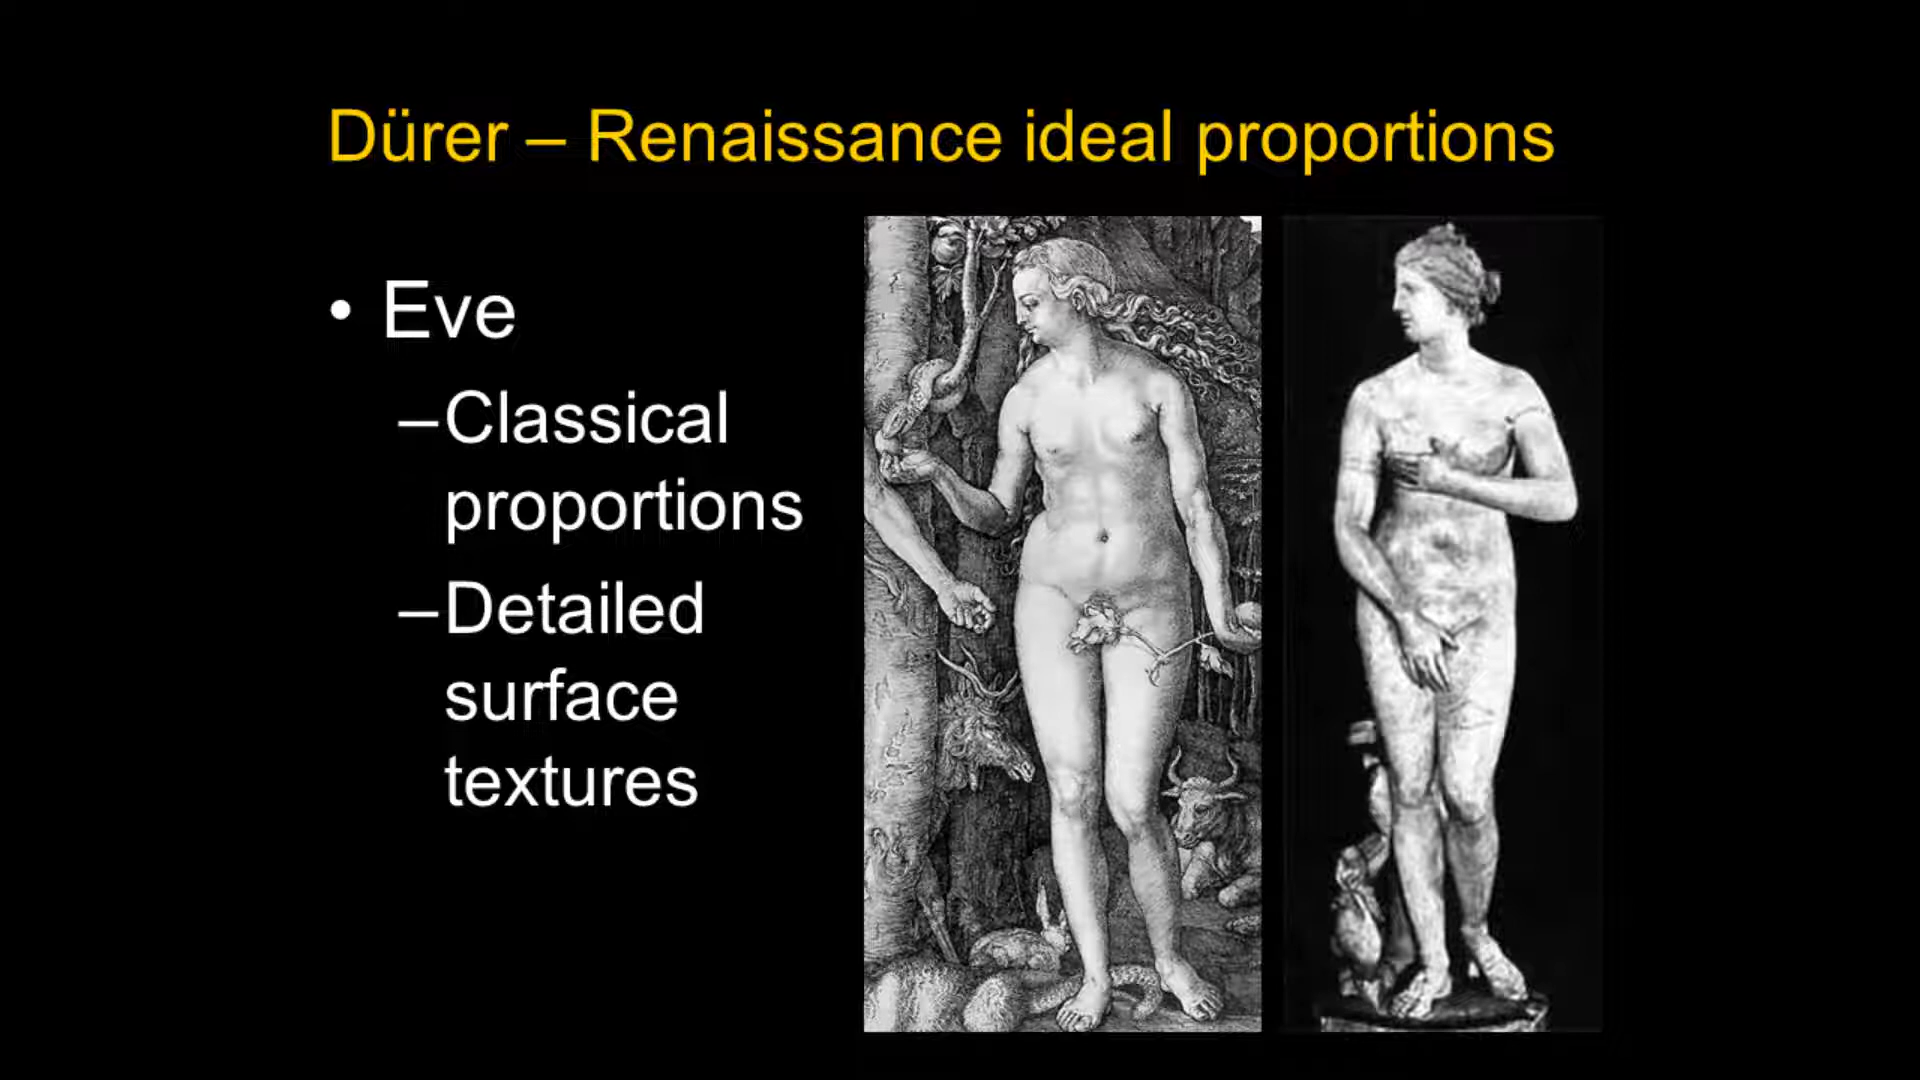 Dürer – Renaissance ideal proportions
• Eve
–Classical
proportions
–Detailed
surface
textures